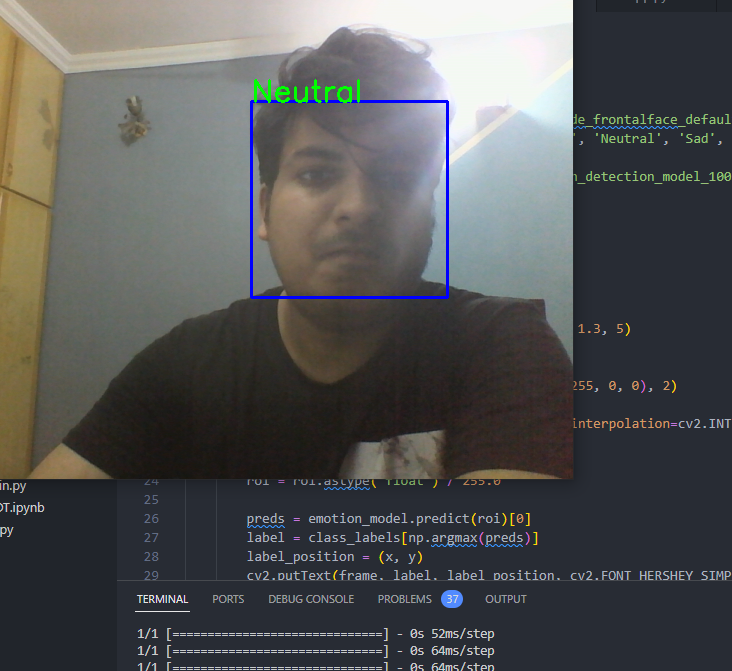 Neutral
de_frontalface_defaul
', 'Neutral', 'Sad',
n_detection_model_100
1.3, 5)
255, 0, 0), 2)
interpolation=cv2.INT
in.py
OT.ipynb
py
24 roi = roi.astype('float') / 255.0
25
26 preds = emotion_model.predict(roi)[0]
27 label = class_labels[np.argmax(preds)]
28 label_position = (x, y)
29 cv2.putText(frame, label, label_position, cv2.FONT_HERSHEY_SIMP
TERMINAL PORTS DEBUG CONSOLE PROBLEMS 37 OUTPUT
1/1 [==============================] - 0s 52ms/step
1/1 [==============================] - 0s 64ms/step
1/1 [==============================] - 0s 64ms/step